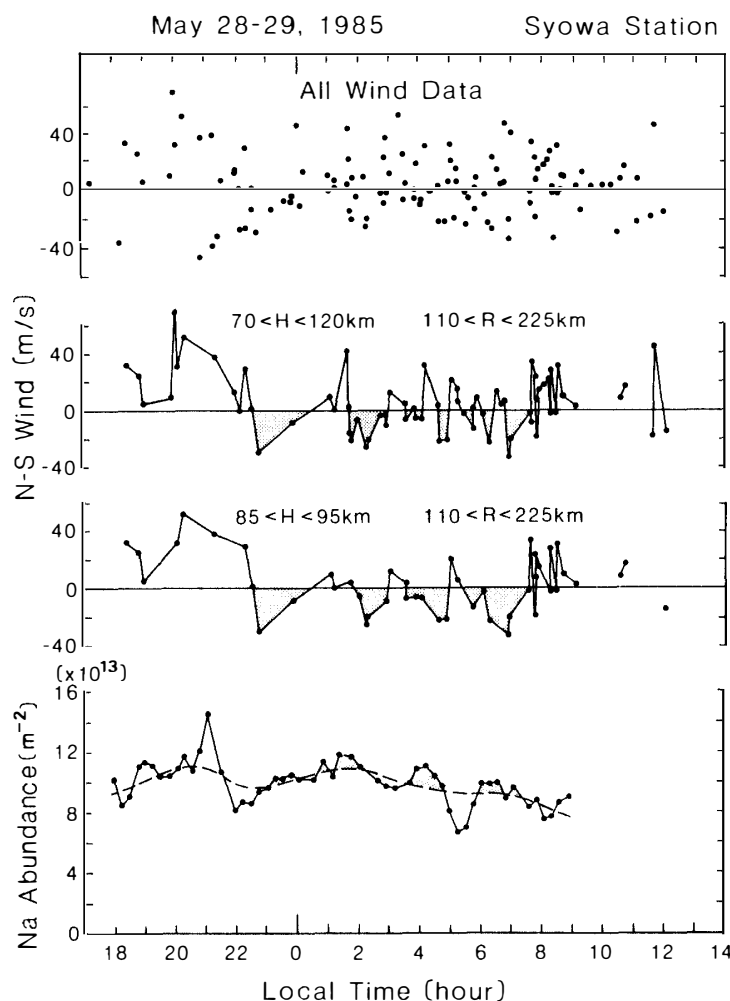 May 28-29, 1985 Syowa Station
All Wind Data
40
0
-40
N-S Wind (m/s)
70<H<120km 110<R<225km
40
0
-40
85<H<95km 110<R<225km
40
0
-40
(x10¹³)
16
12
8
4
0
Na Abundance(m⁻²)
18 20 22 0 2 4 6 8 10 12 14
Local Time (hour)